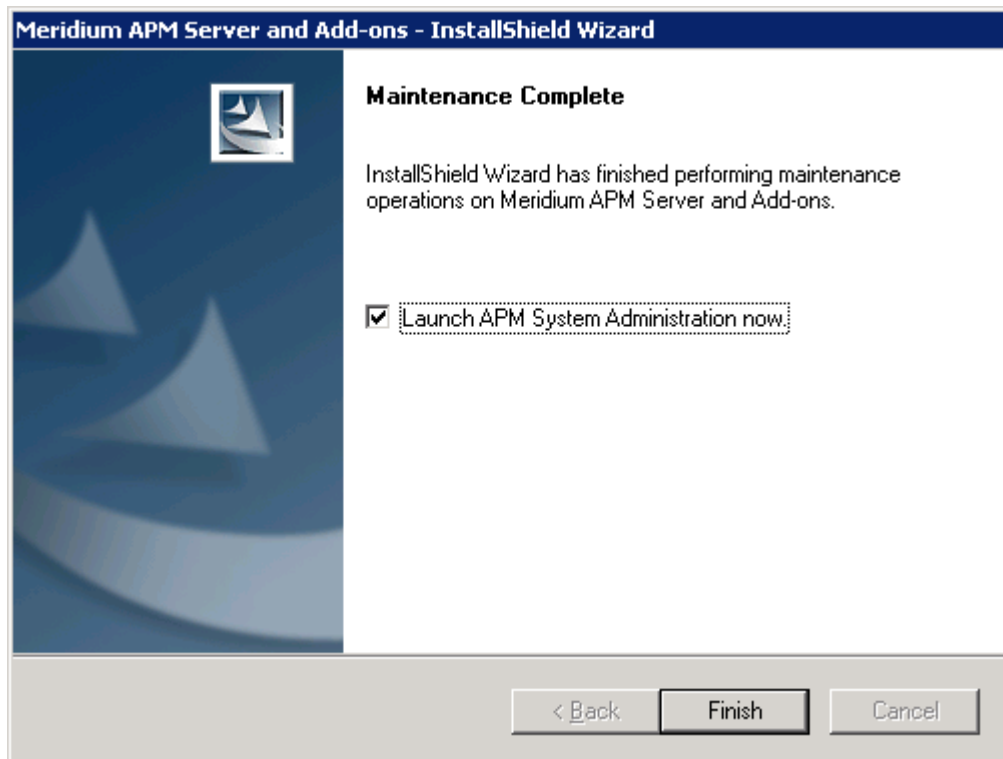 Meridium APM Server and Add-ons - InstallShield Wizard
Maintenance Complete
InstallShield Wizard has finished performing maintenance
operations on Meridium APM Server and Add-ons.
Launch APM System Administration now.
< Back
Finish
Cancel